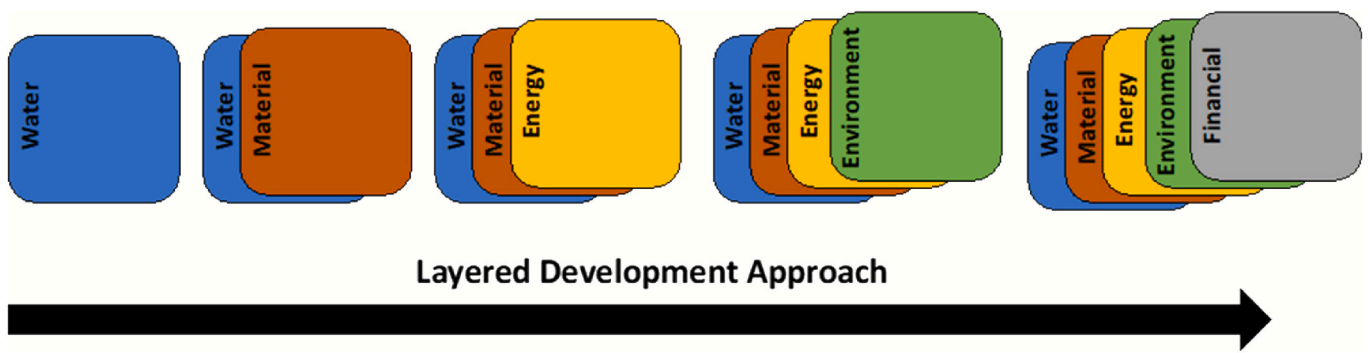 Water
Water
Material
Water
Material
Energy
Water
Material
Energy
Environment
Water
Material
Energy
Environment
Financial
Layered Development Approach